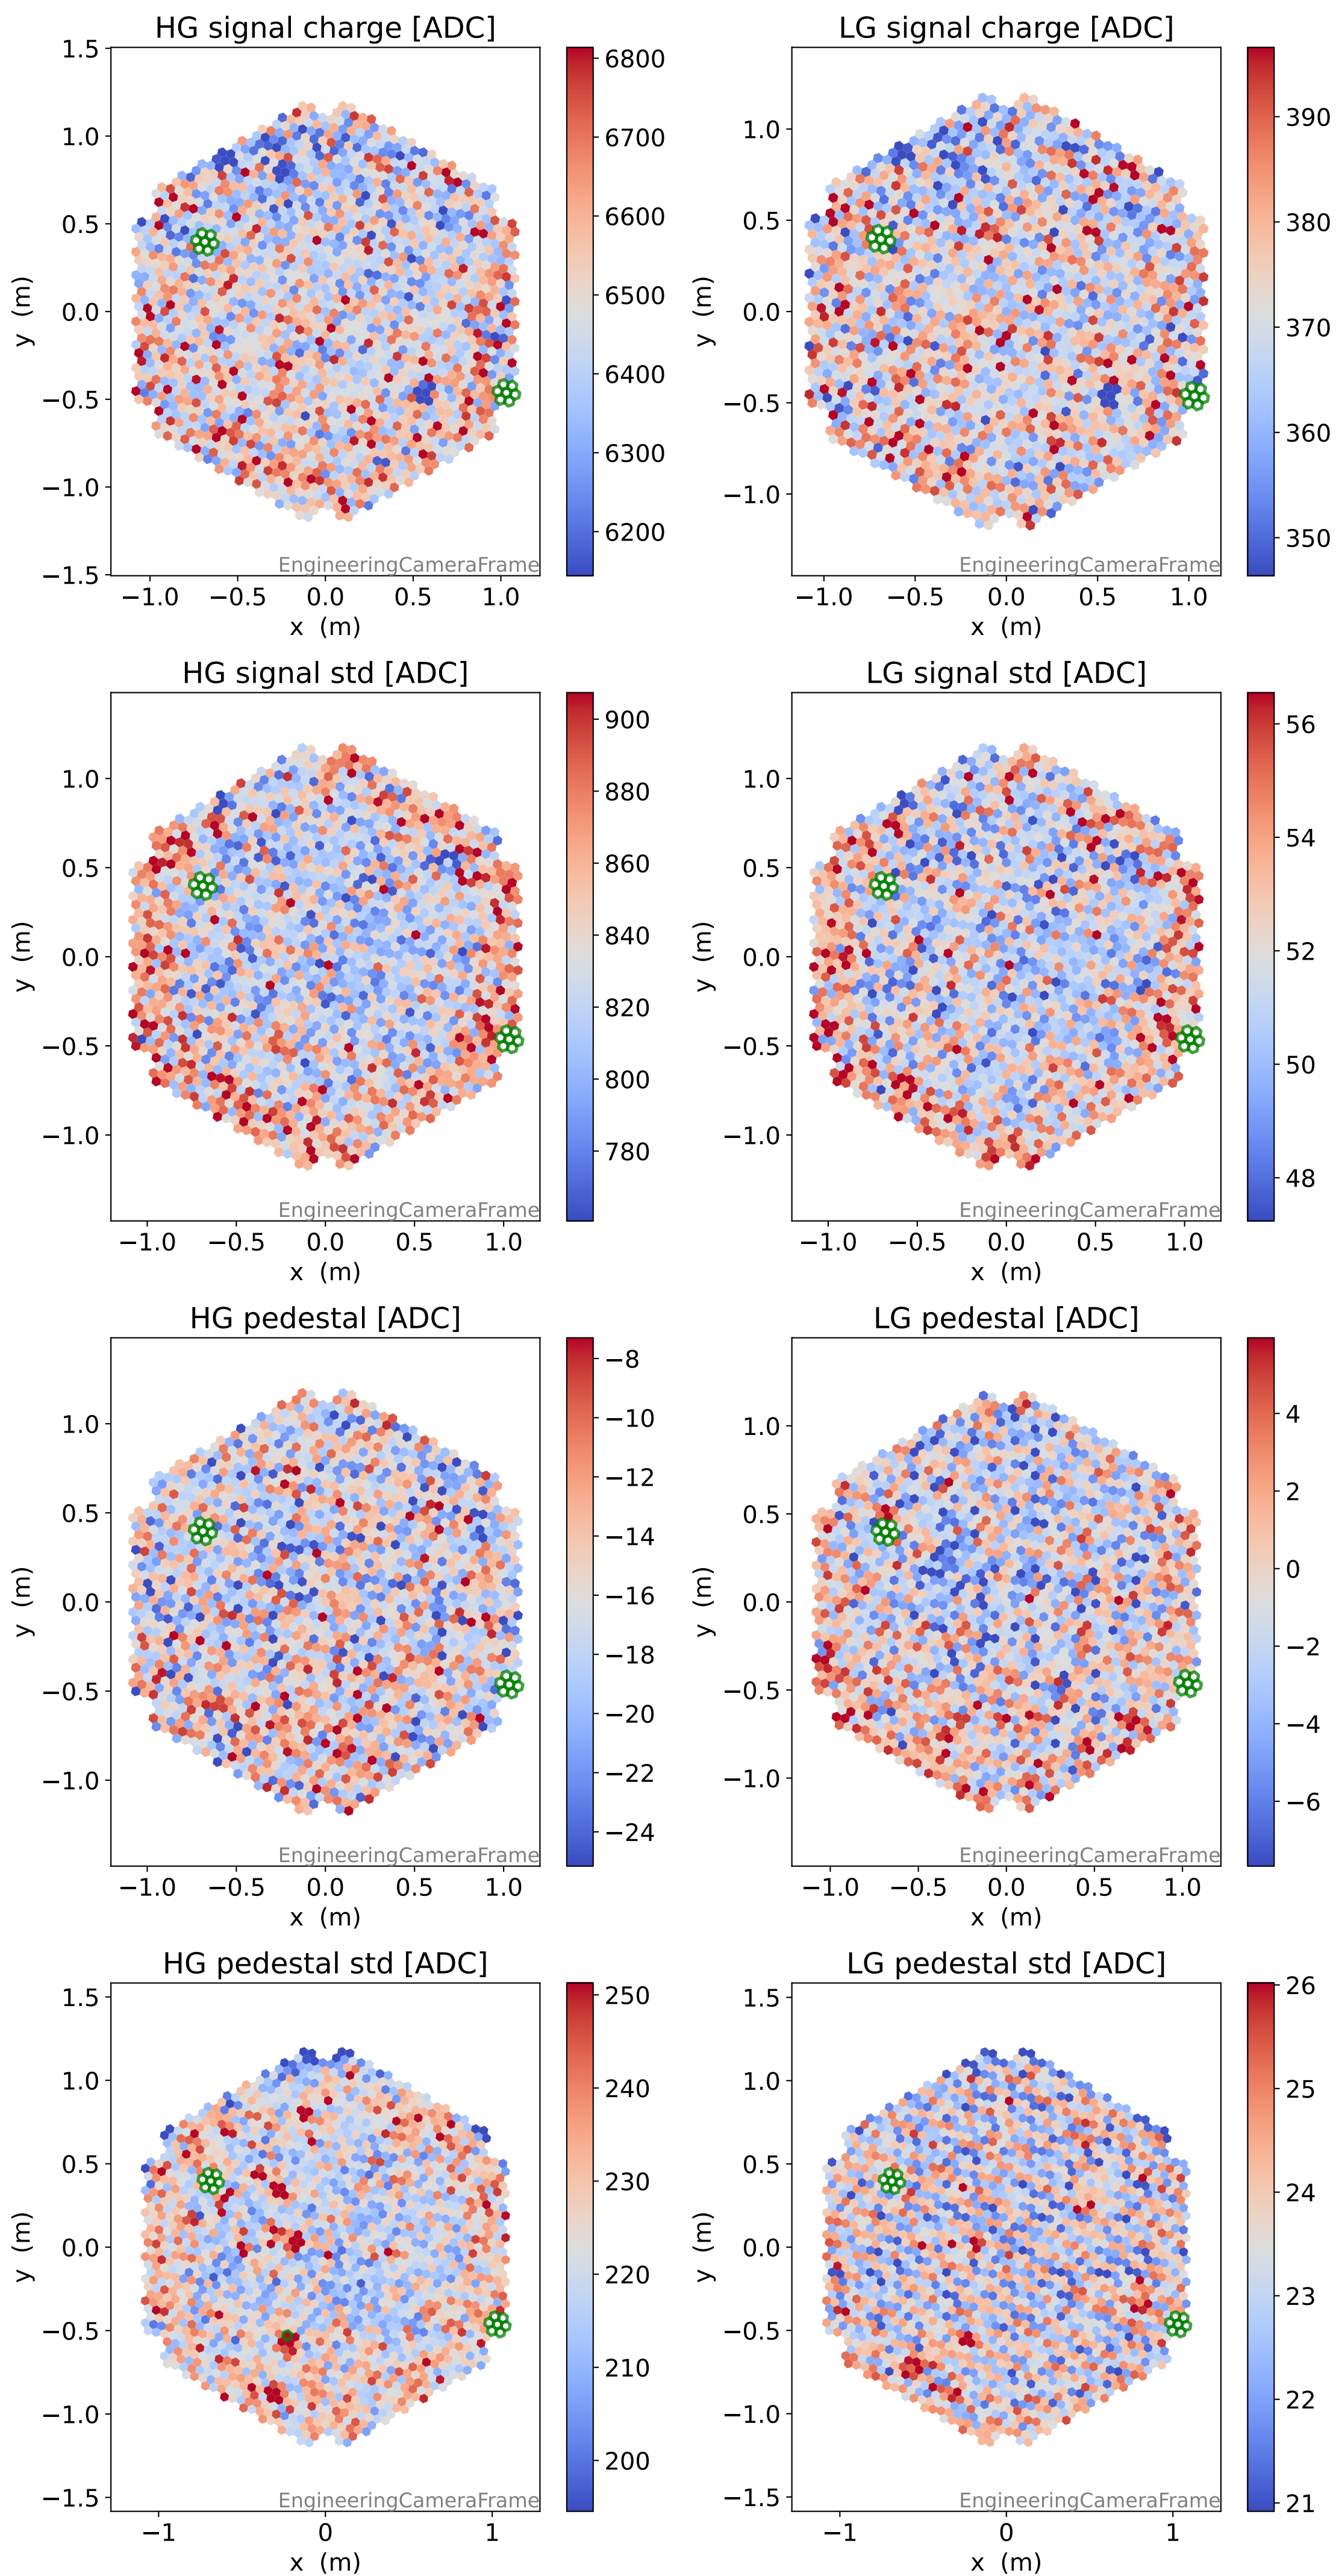 HG signal charge [ADC]
1.5
1.0
0.5
0.0
−0.5
−1.0
−1.5
y (m)
−1.0 −0.5 0.0 0.5 1.0
x (m)
EngineeringCameraFrame
6800
6700
6600
6500
6400
6300
6200
LG signal charge [ADC]
1.0
0.5
0.0
−0.5
−1.0
y (m)
−1.0 −0.5 0.0 0.5 1.0
x (m)
EngineeringCameraFrame
390
380
370
360
350
HG signal std [ADC]
1.0
0.5
0.0
−0.5
−1.0
y (m)
−1.0 −0.5 0.0 0.5 1.0
x (m)
EngineeringCameraFrame
900
880
860
840
820
800
780
LG signal std [ADC]
1.0
0.5
0.0
−0.5
−1.0
y (m)
−1.0 −0.5 0.0 0.5 1.0
x (m)
EngineeringCameraFrame
56
54
52
50
48
HG pedestal [ADC]
1.0
0.5
0.0
−0.5
−1.0
y (m)
−1.0 −0.5 0.0 0.5 1.0
x (m)
EngineeringCameraFrame
−8
−10
−12
−14
−16
−18
−20
−22
−24
LG pedestal [ADC]
1.0
0.5
0.0
−0.5
−1.0
y (m)
−1.0 −0.5 0.0 0.5 1.0
x (m)
EngineeringCameraFrame
4
2
0
−2
−4
−6
HG pedestal std [ADC]
1.5
1.0
0.5
0.0
−0.5
−1.0
−1.5
y (m)
−1 0 1
x (m)
EngineeringCameraFrame
250
240
230
220
210
200
LG pedestal std [ADC]
1.5
1.0
0.5
0.0
−0.5
−1.0
−1.5
y (m)
−1 0 1
x (m)
EngineeringCameraFrame
26
25
24
23
22
21